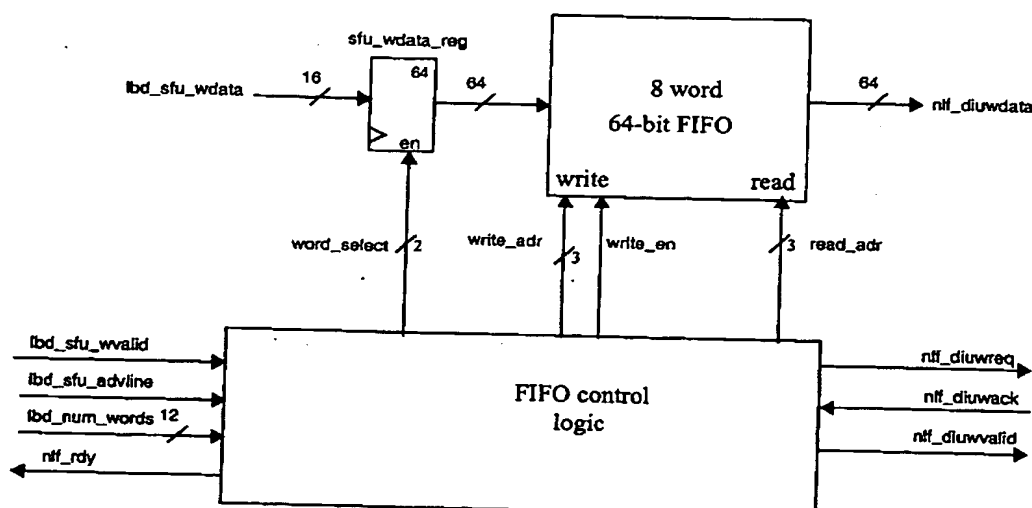 sfu_wdata_reg
lbd_sfu_wdata
16
64
64
en
8 word
64-bit FIFO
write
read
64
nlf_diuwdata
word_select
2
write_adr
3
write_en
3
read_adr
lbd_sfu_wvalid
lbd_sfu_advline
lbd_num_words
12
nlf_rdy
FIFO control
logic
nlf_diuwreq
nlf_diuwack
nlf_diuwvalid